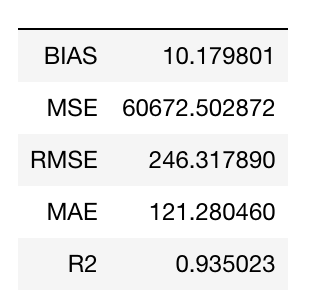 BIAS 10.179801
MSE 60672.502872
RMSE 246.317890
MAE 121.280460
R2 0.935023